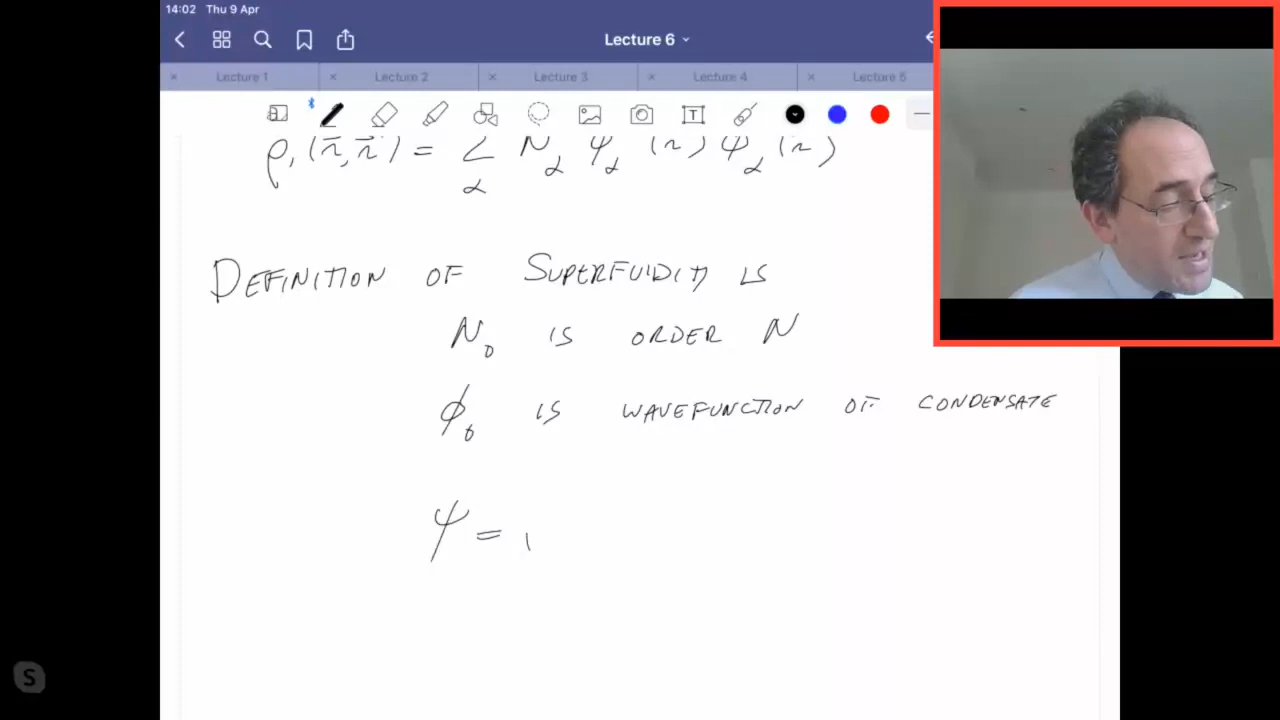 14:02 Thu 9 Apr
Lecture 6
Lecture 1 Lecture 2 Lecture 3 Lecture 4 Lecture 5
T
ρ₁(r⃗, r⃗') = Σ_α N_α ψ_α (r) ψ_α (r)
DEFINITION OF SUPERFUIDITY IS
N₀ IS ORDER N
ϕ₀ IS WAVEFUNCTION OF CONDENSATE
ψ =
S